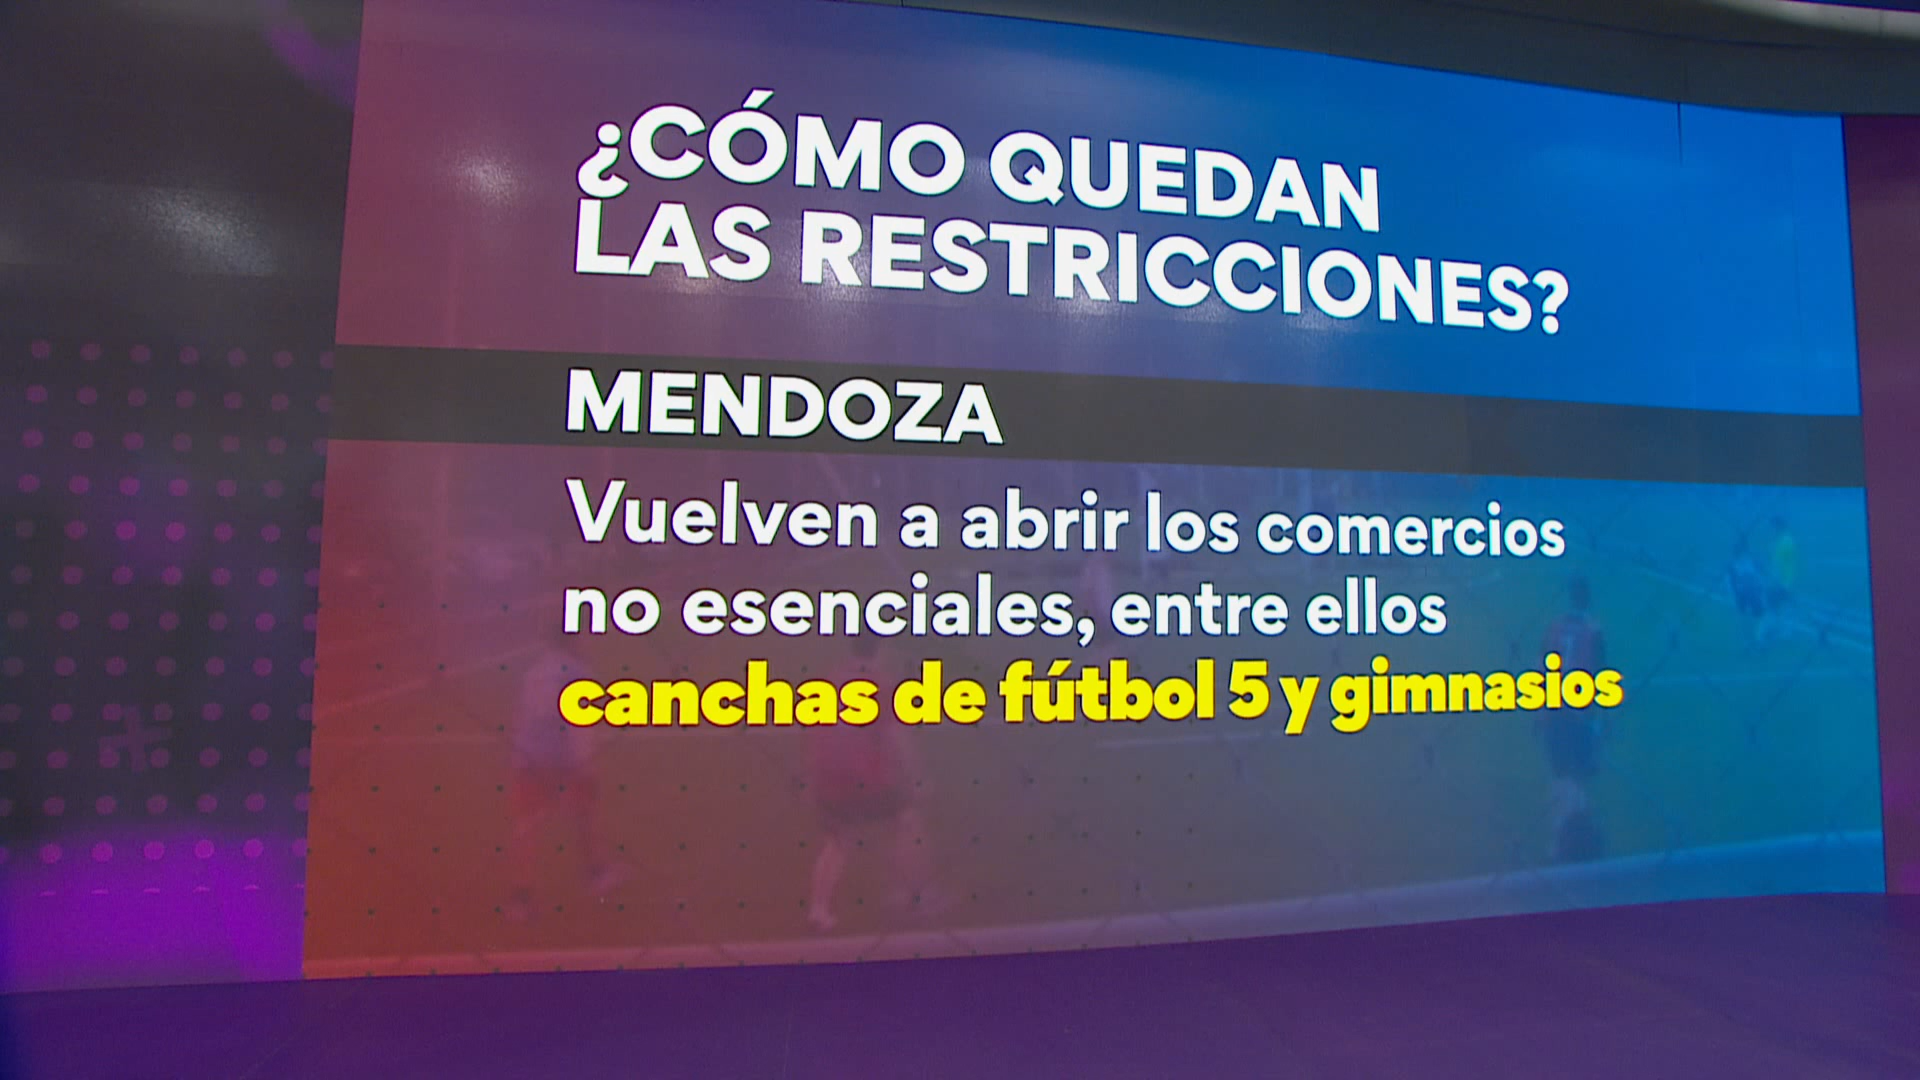 ¿CÓMO QUEDAN
LAS RESTRICCIONES?
MENDOZA
Vuelven a abrir los comercios
no esenciales, entre ellos
canchas de fútbol 5 y gimnasios